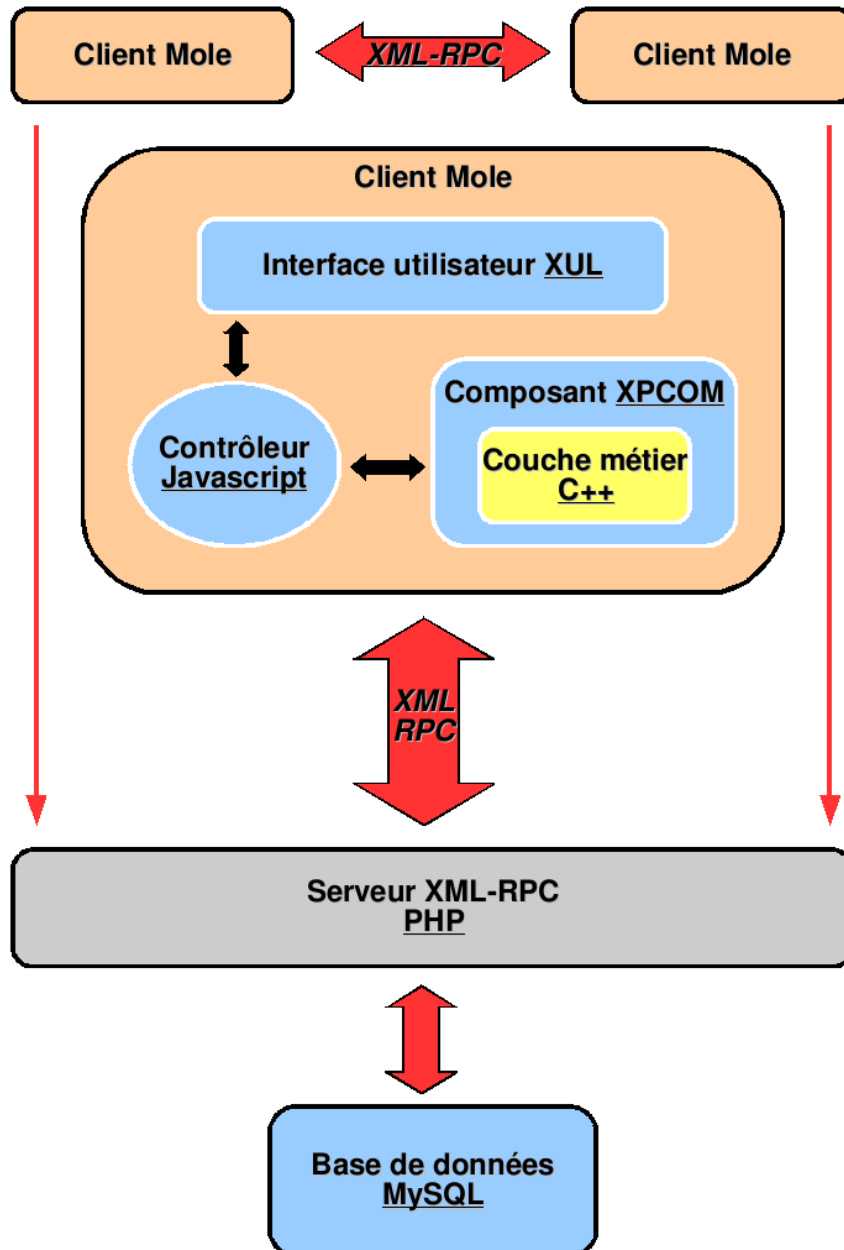 Client Mole
XML-RPC
Client Mole
Client Mole
Interface utilisateur XUL
Contrôleur
Javascript
Composant XPCOM
Couche métier
C++
XML
RPC
Serveur XML-RPC
PHP
Base de données
MySQL